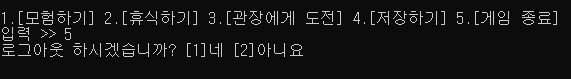 1.[모험하기] 2.[휴식하기] 3.[관장에게 도전] 4.[저장하기] 5.[게임 종료]
입력 >> 5
로그아웃 하시겠습니까? [1]네 [2]아니요